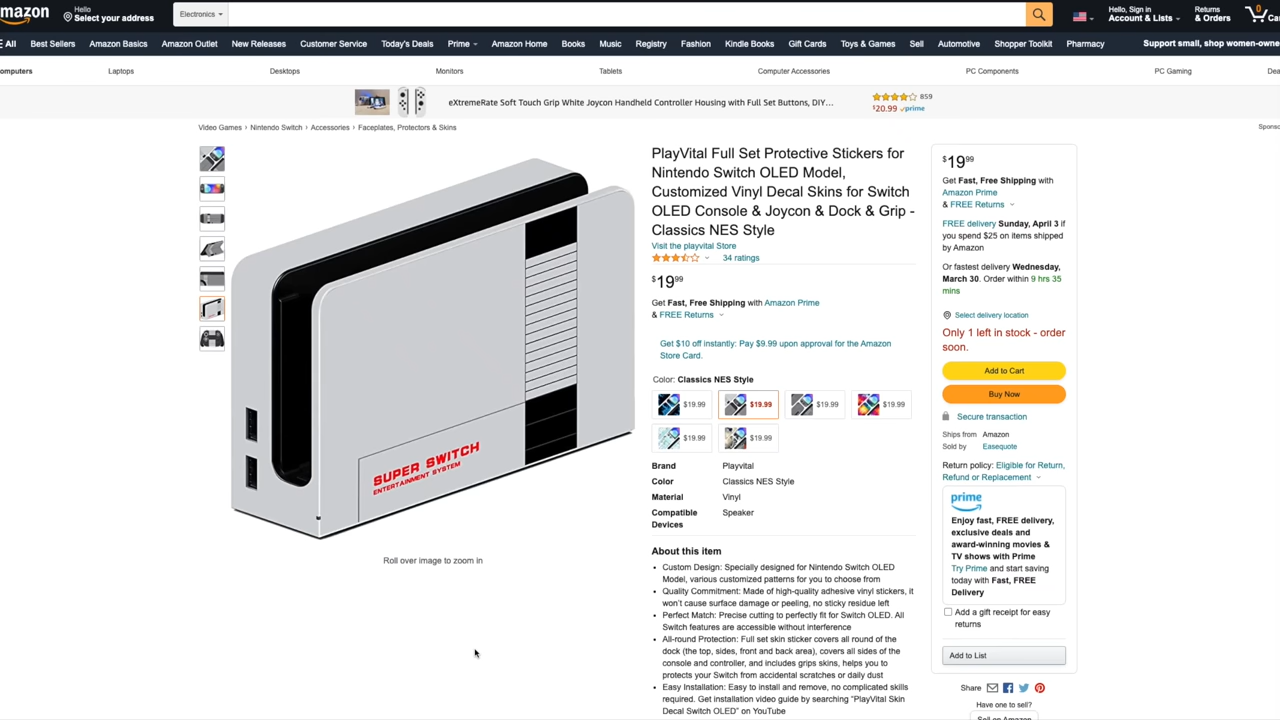 amazon
Hello
Select your address
Electronics
Hello, Sign in
Account & Lists
Returns
& Orders
0
All
Best Sellers
Amazon Basics
Amazon Outlet
New Releases
Customer Service
Today's Deals
Prime
Amazon Home
Books
Music
Registry
Fashion
Kindle Books
Gift Cards
Toys & Games
Sell
Automotive
Shopper Toolkit
Pharmacy
Support small, shop women-owne
omputers
Laptops
Desktops
Monitors
Tablets
Computer Accessories
PC Components
PC Gaming
Dea
eXtremeRate Soft Touch Grip White Joycon Handheld Controller Housing with Full Set Buttons, DIY…
859
$20.99 prime
Video Games › Nintendo Switch › Accessories › Faceplates, Protectors & Skins
Sponso
SUPER SWITCH
ENTERTAINMENT SYSTEM
Roll over image to zoom in
PlayVital Full Set Protective Stickers for
Nintendo Switch OLED Model,
Customized Vinyl Decal Skins for Switch
OLED Console & Joycon & Dock & Grip -
Classics NES Style
Visit the playvital Store
34 ratings
$19.99
Get Fast, Free Shipping with Amazon Prime
& FREE Returns
Get $10 off instantly: Pay $9.99 upon approval for the Amazon
Store Card.
Color: Classics NES Style
$19.99
$19.99
$19.99
$19.99
$19.99
$19.99
Brand Playvital
Color Classics NES Style
Material Vinyl
Compatible Speaker
Devices
About this item
• Custom Design: Specially designed for Nintendo Switch OLED
Model, various customized patterns for you to choose from
• Quality Commitment: Made of high-quality adhesive vinyl stickers, it
won't cause surface damage or peeling, no sticky residue left
• Perfect Match: Precise cutting to perfectly fit for Switch OLED. All
Switch features are accessible without interference
• All-round Protection: Full set skin sticker covers all round of the
dock (the top, sides, front and back area), covers all sides of the
console and controller, and includes grips skins, helps you to
protects your Switch from accidental scratches or daily dust
• Easy Installation: Easy to install and remove, no complicated skills
required. Get installation video guide by searching "PlayVital Skin
Decal Switch OLED" on YouTube
$19.99
Get Fast, Free Shipping with
Amazon Prime
& FREE Returns
FREE delivery Sunday, April 3 if
you spend $25 on items shipped
by Amazon
Or fastest delivery Wednesday,
March 30. Order within 9 hrs 35
mins
Select delivery location
Only 1 left in stock - order
soon.
Add to Cart
Buy Now
Secure transaction
Ships from Amazon
Sold by Easequote
Return policy: Eligible for Return,
Refund or Replacement
prime
Enjoy fast, FREE delivery,
exclusive deals and
award-winning movies &
TV shows with Prime
Try Prime and start saving
today with Fast, FREE
Delivery
Add a gift receipt for easy
returns
Add to List
Share
Have one to sell?
Sell on Amazon